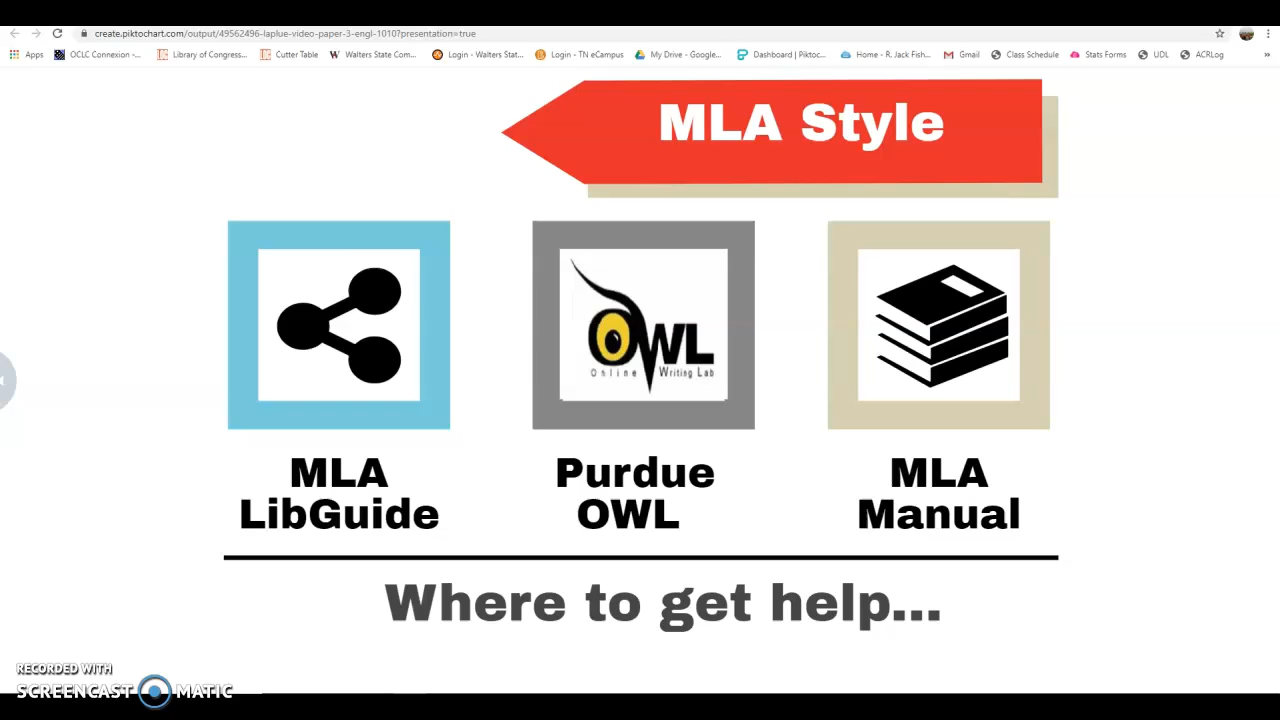 create.piktochart.com/output/49562496-laplue-video-paper-3-engl-1010?presentation=true
Apps OCLC Connexion -... Library of Congress... Cutter Table Walters State Com... Login - Walters Stat... Login - TN eCampus My Drive - Google... Dashboard | Piktoc... Home - R. Jack Fish... Gmail Class Schedule Stats Forms UDL ACRLog »
MLA Style
OWL
Online Writing Lab
MLA
LibGuide
Purdue
OWL
MLA
Manual
Where to get help...
RECORDED WITH
SCREENCAST MATIC